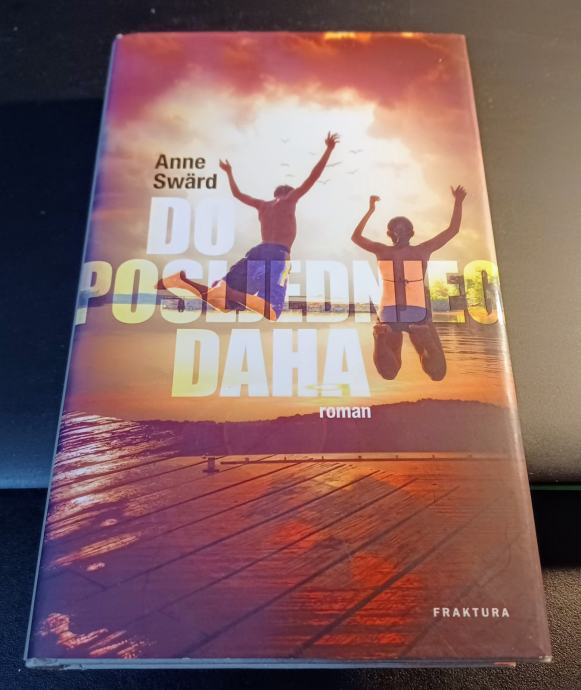 Anne
Swärd
DO
POSLJEDNJEG
DAHA
roman
FRAKTURA